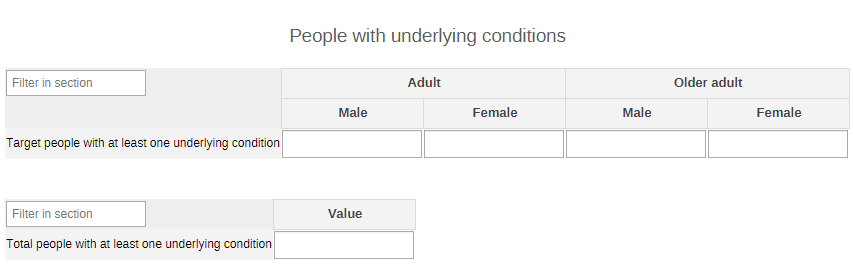 People with underlying conditions
Filter in section
Adult
Older adult
Male
Female
Male
Female
Target people with at least one underlying condition
Filter in section
Value
Total people with at least one underlying condition